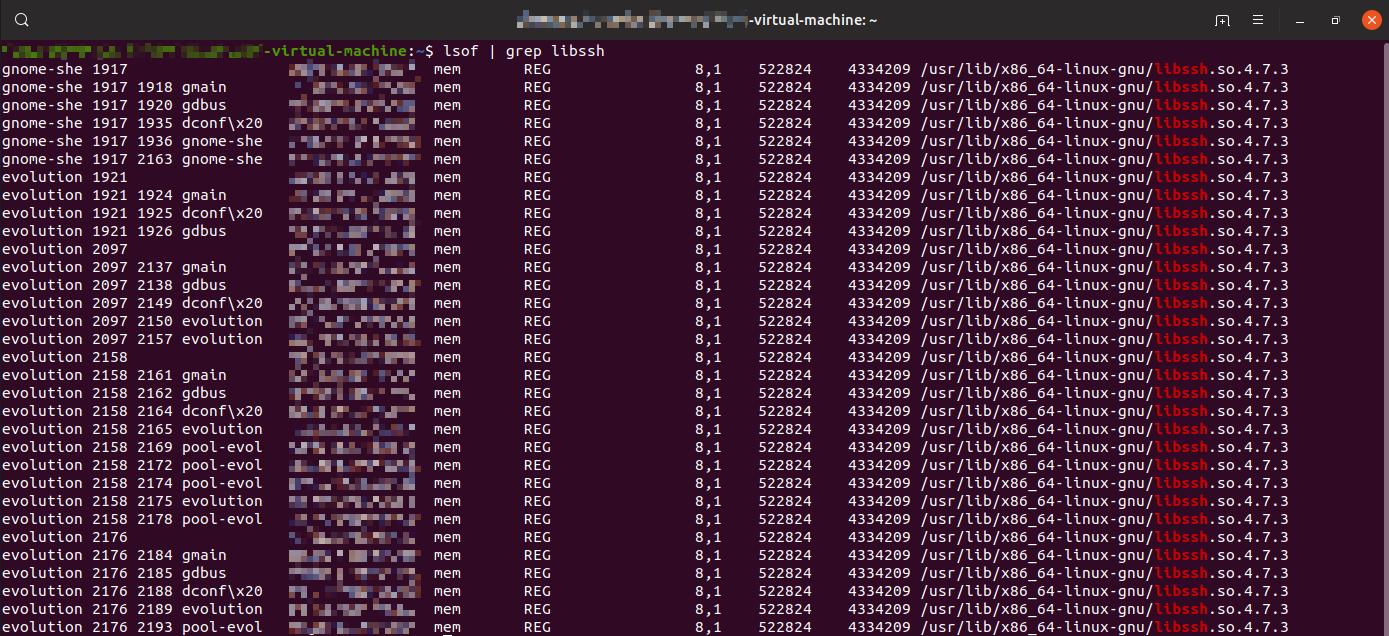 -virtual-machine: ~
-virtual-machine:~$ lsof | grep libssh
gnome-she 1917 mem REG 8,1 522824 4334209 /usr/lib/x86_64-linux-gnu/libssh.so.4.7.3
gnome-she 1917 1918 gmain mem REG 8,1 522824 4334209 /usr/lib/x86_64-linux-gnu/libssh.so.4.7.3
gnome-she 1917 1920 gdbus mem REG 8,1 522824 4334209 /usr/lib/x86_64-linux-gnu/libssh.so.4.7.3
gnome-she 1917 1935 dconf\x20 mem REG 8,1 522824 4334209 /usr/lib/x86_64-linux-gnu/libssh.so.4.7.3
gnome-she 1917 1936 gnome-she mem REG 8,1 522824 4334209 /usr/lib/x86_64-linux-gnu/libssh.so.4.7.3
gnome-she 1917 2163 gnome-she mem REG 8,1 522824 4334209 /usr/lib/x86_64-linux-gnu/libssh.so.4.7.3
evolution 1921 mem REG 8,1 522824 4334209 /usr/lib/x86_64-linux-gnu/libssh.so.4.7.3
evolution 1921 1924 gmain mem REG 8,1 522824 4334209 /usr/lib/x86_64-linux-gnu/libssh.so.4.7.3
evolution 1921 1925 dconf\x20 mem REG 8,1 522824 4334209 /usr/lib/x86_64-linux-gnu/libssh.so.4.7.3
evolution 1921 1926 gdbus mem REG 8,1 522824 4334209 /usr/lib/x86_64-linux-gnu/libssh.so.4.7.3
evolution 2097 mem REG 8,1 522824 4334209 /usr/lib/x86_64-linux-gnu/libssh.so.4.7.3
evolution 2097 2137 gmain mem REG 8,1 522824 4334209 /usr/lib/x86_64-linux-gnu/libssh.so.4.7.3
evolution 2097 2138 gdbus mem REG 8,1 522824 4334209 /usr/lib/x86_64-linux-gnu/libssh.so.4.7.3
evolution 2097 2149 dconf\x20 mem REG 8,1 522824 4334209 /usr/lib/x86_64-linux-gnu/libssh.so.4.7.3
evolution 2097 2150 evolution mem REG 8,1 522824 4334209 /usr/lib/x86_64-linux-gnu/libssh.so.4.7.3
evolution 2097 2157 evolution mem REG 8,1 522824 4334209 /usr/lib/x86_64-linux-gnu/libssh.so.4.7.3
evolution 2158 mem REG 8,1 522824 4334209 /usr/lib/x86_64-linux-gnu/libssh.so.4.7.3
evolution 2158 2161 gmain mem REG 8,1 522824 4334209 /usr/lib/x86_64-linux-gnu/libssh.so.4.7.3
evolution 2158 2162 gdbus mem REG 8,1 522824 4334209 /usr/lib/x86_64-linux-gnu/libssh.so.4.7.3
evolution 2158 2164 dconf\x20 mem REG 8,1 522824 4334209 /usr/lib/x86_64-linux-gnu/libssh.so.4.7.3
evolution 2158 2165 evolution mem REG 8,1 522824 4334209 /usr/lib/x86_64-linux-gnu/libssh.so.4.7.3
evolution 2158 2169 pool-evol mem REG 8,1 522824 4334209 /usr/lib/x86_64-linux-gnu/libssh.so.4.7.3
evolution 2158 2172 pool-evol mem REG 8,1 522824 4334209 /usr/lib/x86_64-linux-gnu/libssh.so.4.7.3
evolution 2158 2174 pool-evol mem REG 8,1 522824 4334209 /usr/lib/x86_64-linux-gnu/libssh.so.4.7.3
evolution 2158 2175 evolution mem REG 8,1 522824 4334209 /usr/lib/x86_64-linux-gnu/libssh.so.4.7.3
evolution 2158 2178 pool-evol mem REG 8,1 522824 4334209 /usr/lib/x86_64-linux-gnu/libssh.so.4.7.3
evolution 2176 mem REG 8,1 522824 4334209 /usr/lib/x86_64-linux-gnu/libssh.so.4.7.3
evolution 2176 2184 gmain mem REG 8,1 522824 4334209 /usr/lib/x86_64-linux-gnu/libssh.so.4.7.3
evolution 2176 2185 gdbus mem REG 8,1 522824 4334209 /usr/lib/x86_64-linux-gnu/libssh.so.4.7.3
evolution 2176 2188 dconf\x20 mem REG 8,1 522824 4334209 /usr/lib/x86_64-linux-gnu/libssh.so.4.7.3
evolution 2176 2189 evolution mem REG 8,1 522824 4334209 /usr/lib/x86_64-linux-gnu/libssh.so.4.7.3
evolution 2176 2193 pool-evol mem REG 8,1 522824 4334209 /usr/lib/x86_64-linux-gnu/libssh.so.4.7.3